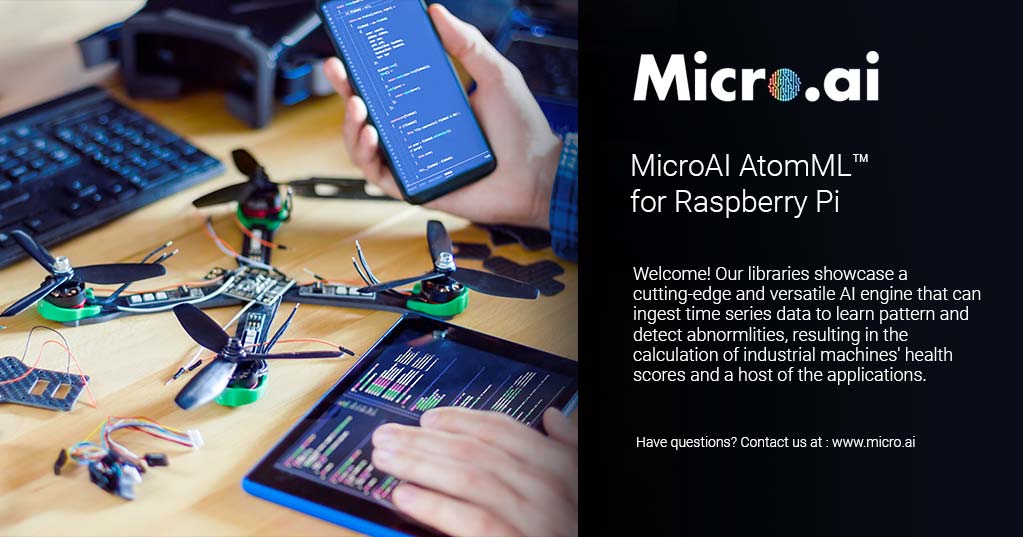 Micro.ai
MicroAI AtomML™
for Raspberry Pi
Welcome! Our libraries showcase a
cutting-edge and versatile AI engine that can
ingest time series data to learn pattern and
detect abnormlities, resulting in the
calculation of industrial machines' health
scores and a host of the applications.
Have questions? Contact us at : www.micro.ai